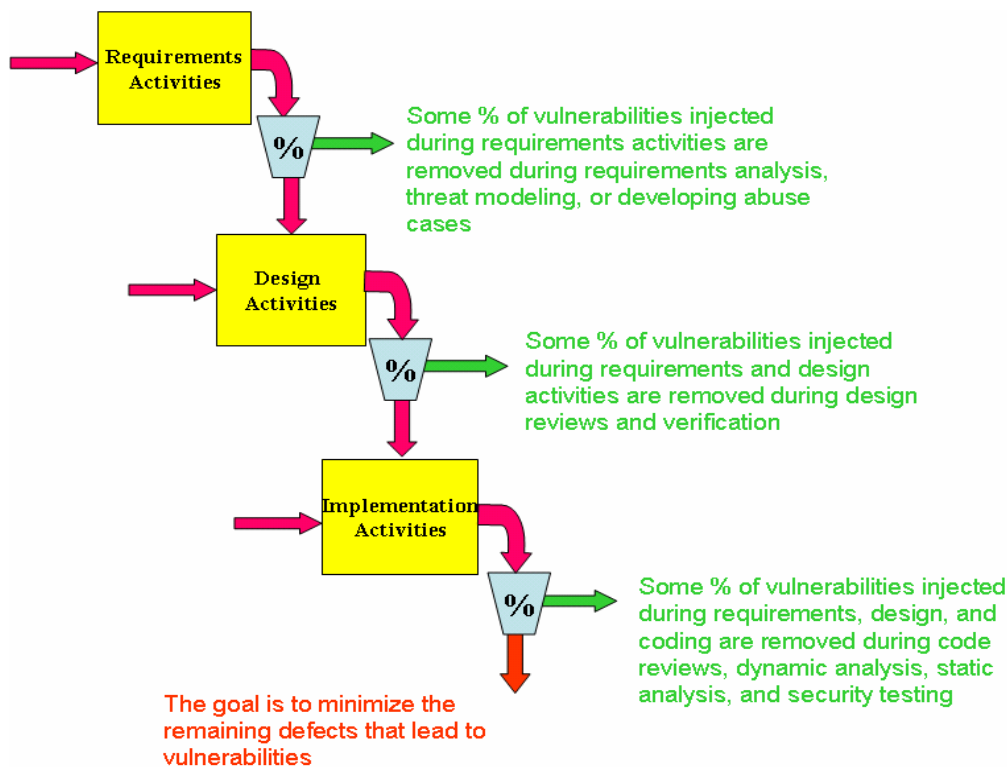 Requirements
Activities
%
Some % of vulnerabilities injected
during requirements activities are
removed during requirements analysis,
threat modeling, or developing abuse
cases
Design
Activities
%
Some % of vulnerabilities injected
during requirements and design
activities are removed during design
reviews and verification
Implementation
Activities
%
Some % of vulnerabilities injected
during requirements, design, and
coding are removed during code
reviews, dynamic analysis, static
analysis, and security testing
The goal is to minimize the
remaining defects that lead to
vulnerabilities